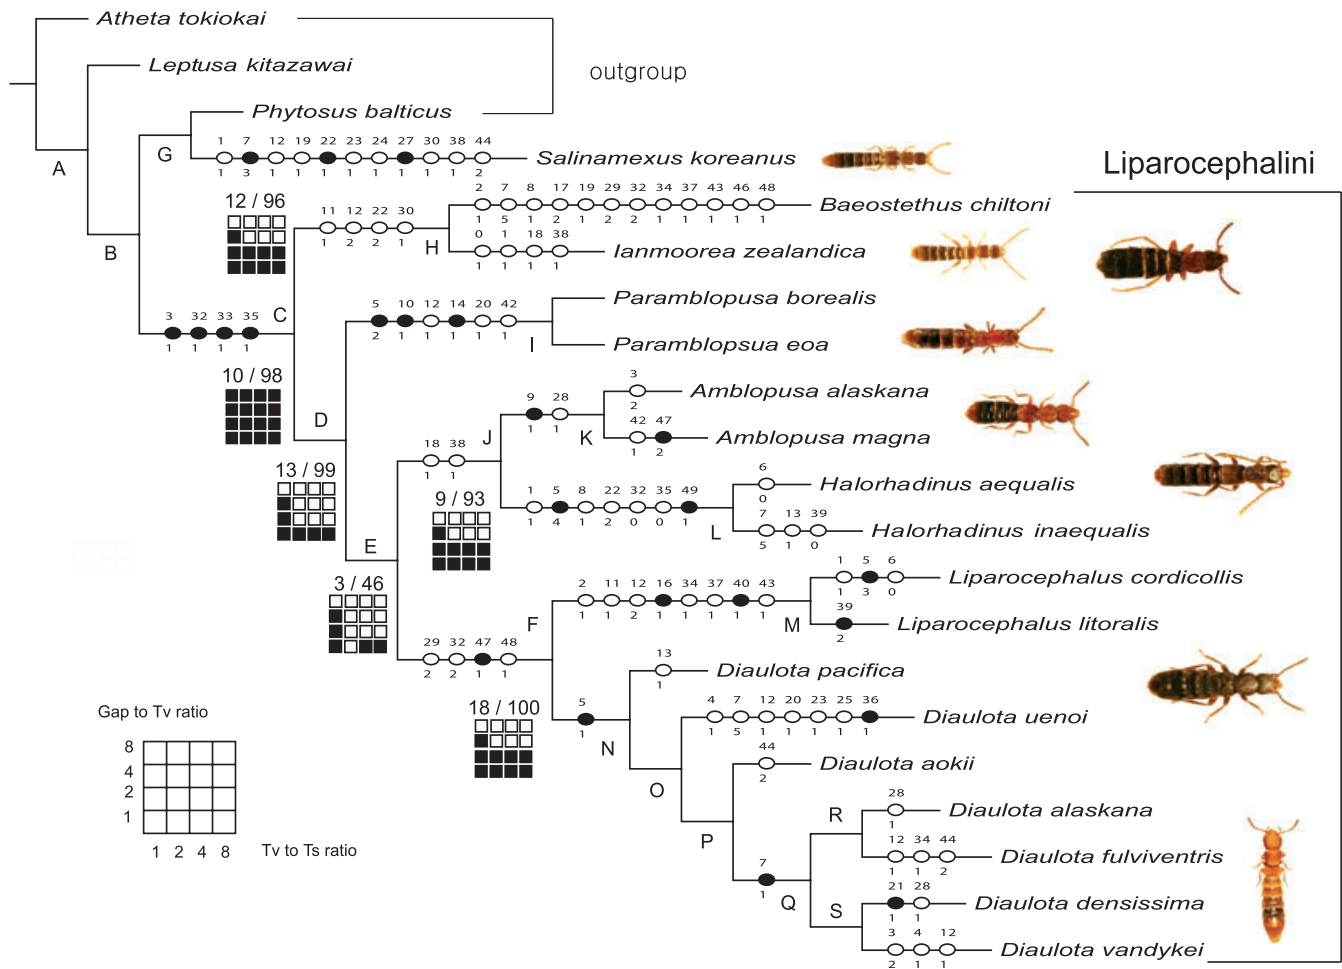 Atheta tokiokai
Leptusa kitazawai
outgroup
Phytosus balticus
A
G
1 7 12 19 22 23 24 27 30 38 44
1 3 1 1 1 1 1 1 1 1 2
Salinamexus koreanus
Liparocephalini
12 / 96
11 12 22 30
1 2 2 1
H
2 7 8 17 19 29 32 34 37 43 46 48
1 5 1 2 1 2 2 1 1 1 1 1
Baeostethus chiltoni
0 1 18 38
1 1 1 1
Ianmoorea zealandica
B
3 32 33 35
1 1 1 1
C
5 10 12 14 20 42
2 1 1 1 1 1
I
Paramblopusa borealis
Paramblopsua eoa
10 / 98
D
9 28
1 1
J
K
3
2
Amblopusa alaskana
42 47
1 2
Amblopusa magna
18 38
1 1
13 / 99
9 / 93
1 5 8 22 32 35 49
1 4 1 2 0 0 1
L
6
0
Halorhadinus aequalis
7 13 39
5 1 0
Halorhadinus inaequalis
E
3 / 46
2 11 12 16 34 37 40 43
1 1 2 1 1 1 1 1
F
M
1 5 6
1 3 0
Liparocephalus cordicollis
39
2
Liparocephalus litoralis
29 32 47 48
2 2 1 1
13
1
Diaulota pacifica
18 / 100
5
1
N
4 7 12 20 23 25 36
1 5 1 1 1 1 1
Diaulota uenoi
O
44
2
Diaulota aokii
P
R
28
1
Diaulota alaskana
12 34 44
1 1 2
Diaulota fulviventris
7
1
Q
S
21 28
1 1
Diaulota densissima
3 4 12
2 1 1
Diaulota vandykei
Gap to Tv ratio
8
4
2
1
1 2 4 8
Tv to Ts ratio